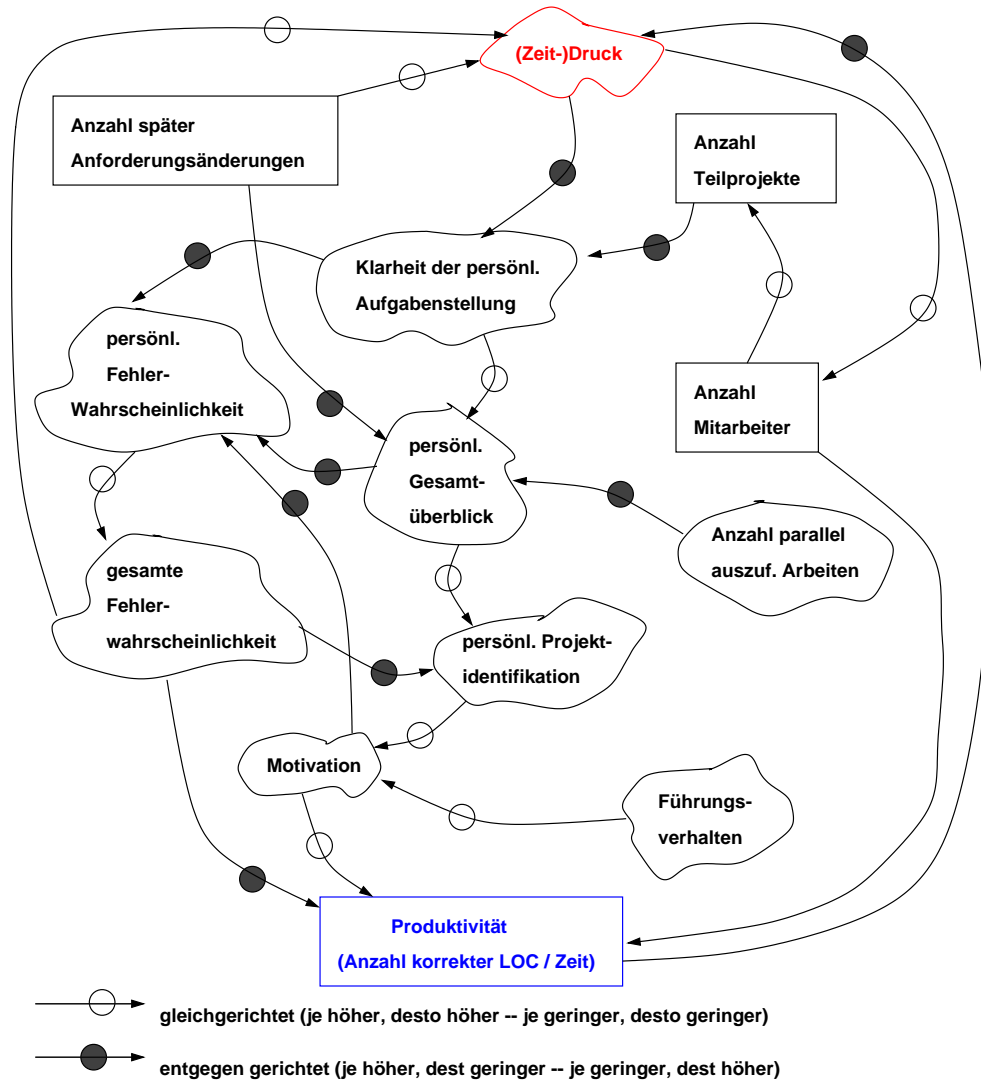 (Zeit-)Druck
Anzahl später
Anforderungsänderungen
Anzahl
Teilprojekte
Klarheit der persönl.
Aufgabenstellung
persönl.
Fehler-
Wahrscheinlichkeit
Anzahl
Mitarbeiter
persönl.
Gesamt-
überblick
Anzahl parallel
auszuf. Arbeiten
gesamte
Fehler-
wahrscheinlichkeit
persönl. Projekt-
identifikation
Motivation
Führungs-
verhalten
Produktivität
(Anzahl korrekter LOC / Zeit)
gleichgerichtet (je höher, desto höher -- je geringer, desto geringer)
entgegen gerichtet (je höher, dest geringer -- je geringer, dest höher)